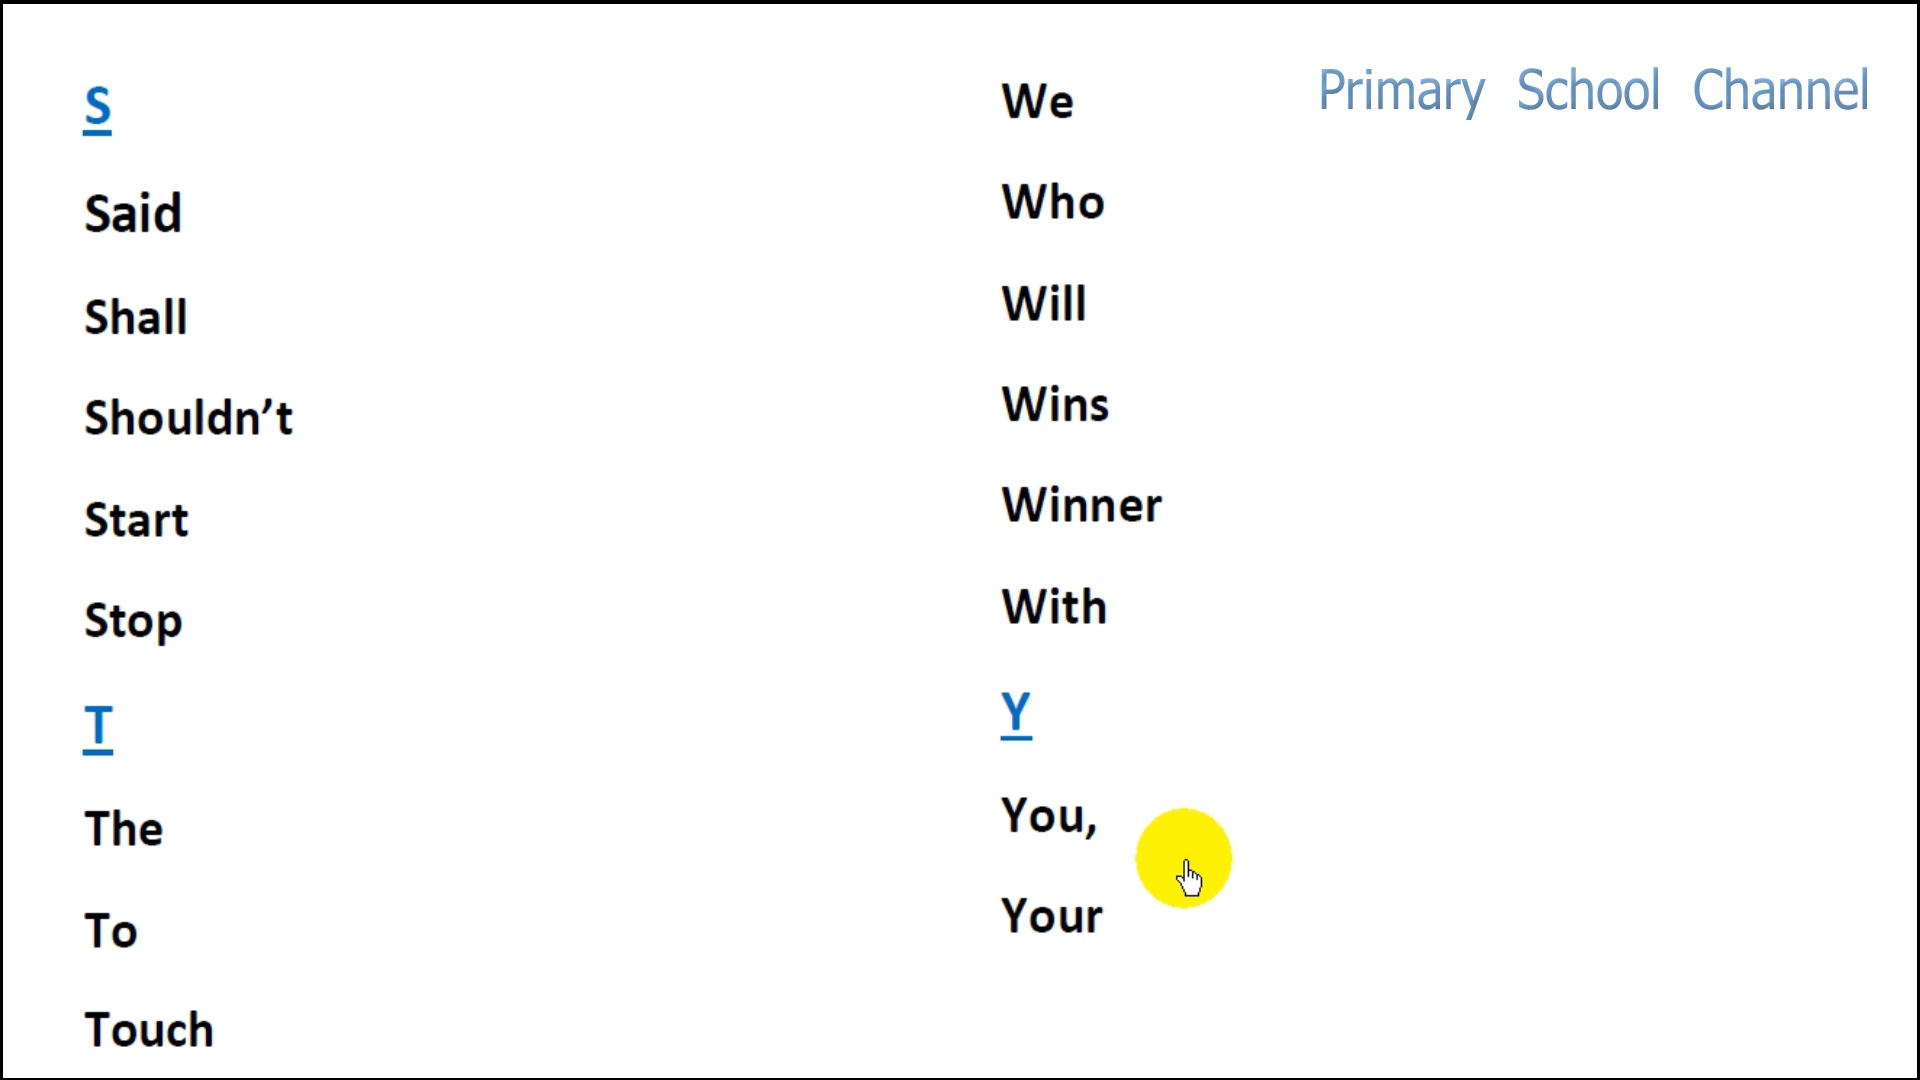 S
Said
Shall
Shouldn’t
Start
Stop
T
The
To
Touch
We
Who
Will
Wins
Winner
With
Y
You,
Your
Primary School Channel